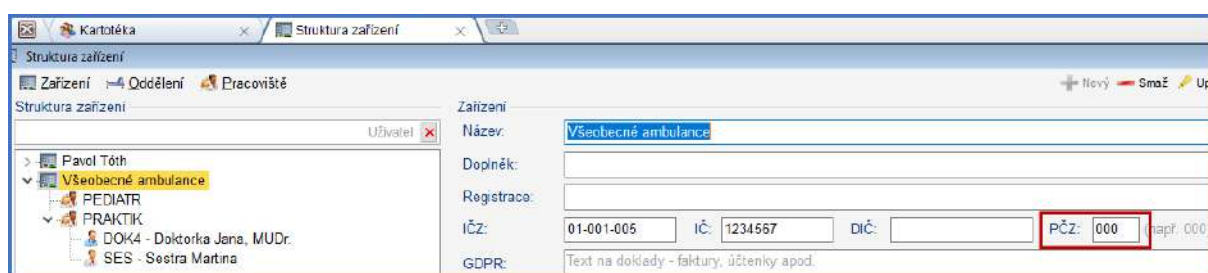 Kartotéka
Struktura zařízení
Struktura zařízení
Zařízení Oddělení Pracoviště
Nový Smaž Up
Struktura zařízení
Zařízení
Uživatel
Název: Všeobecné ambulance
Pavol Tóth
Doplněk:
Všeobecné ambulance
PEDIATR
Registrace:
PRAKTIK
IČZ: 01-001-005 IČ: 1234567 DIČ: PČZ: 000 (např. 000
DOK4 - Doktorka Jana, MUDr.
SES - Sestra Martina
GDPR: Text na doklady - faktury, účtenky apod.